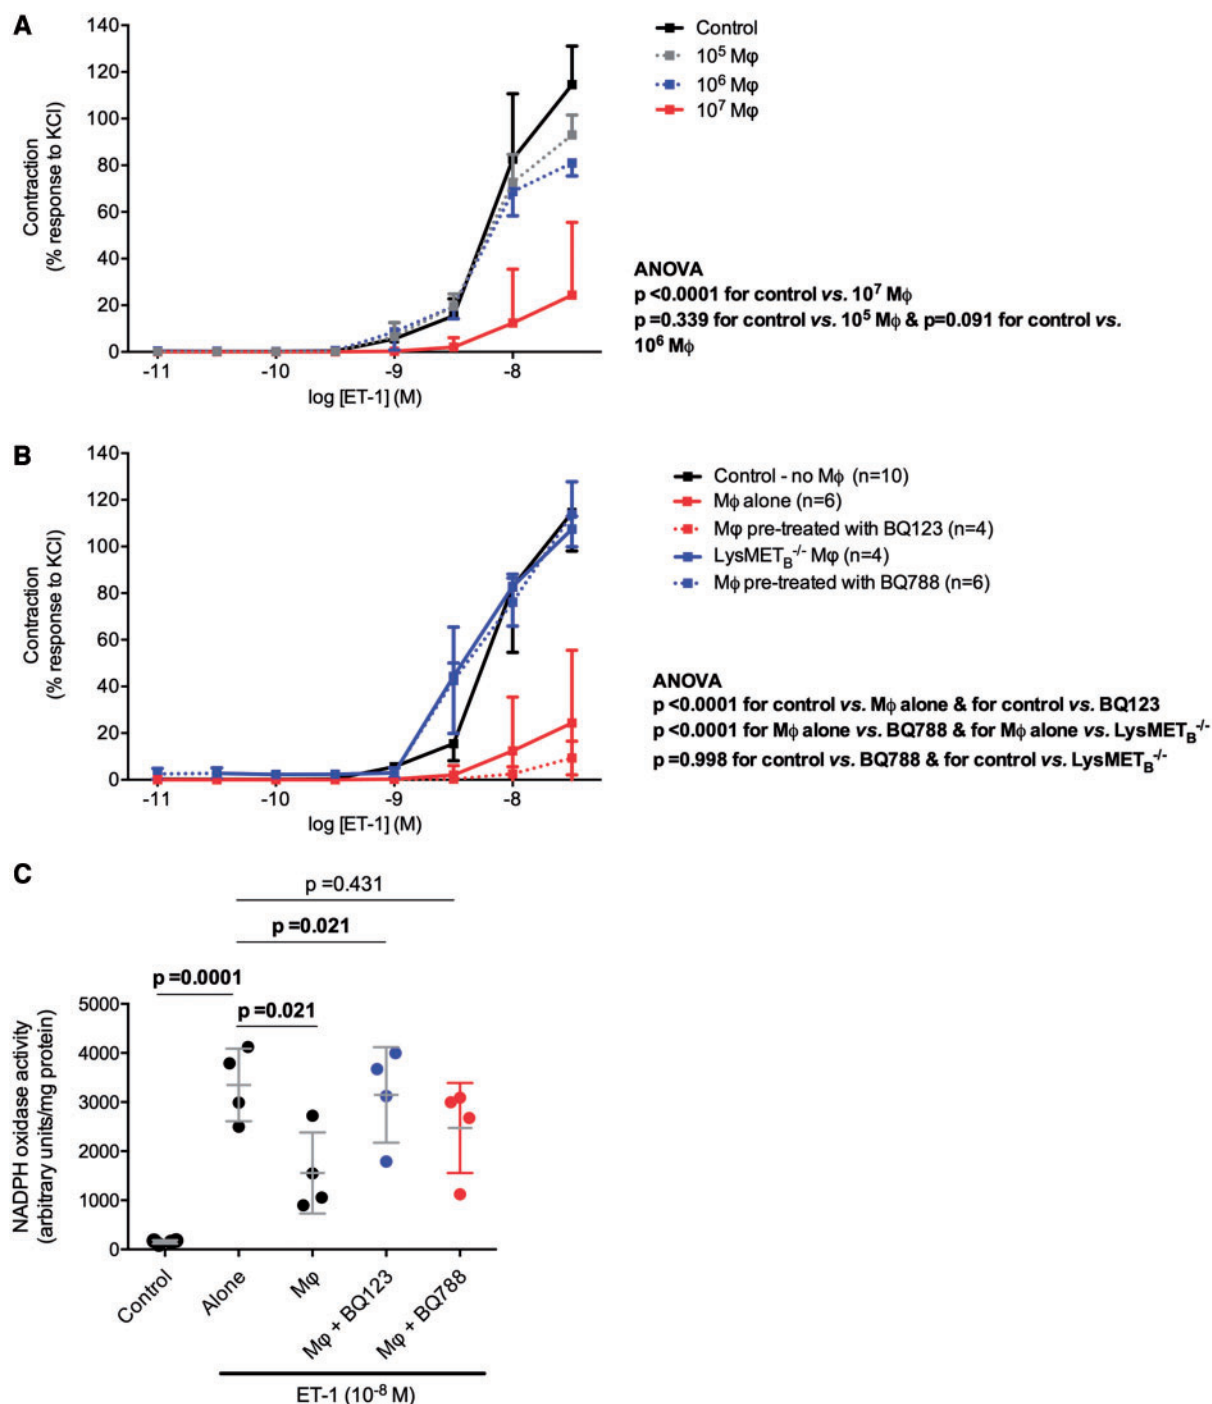 A
140
120
100
80
60
40
20
0
Contraction
(% response to KCl)
-11
-10
-9
-8
log [ET-1] (M)
Control
10⁵ Mφ
10⁶ Mφ
10⁷ Mφ
ANOVA
p <0.0001 for control vs. 10⁷ Mϕ
p =0.339 for control vs. 10⁵ Mϕ & p=0.091 for control vs.
10⁶ Mϕ
B
140
120
100
80
60
40
20
0
Contraction
(% response to KCl)
-11
-10
-9
-8
log [ET-1] (M)
Control - no Mϕ (n=10)
Mϕ alone (n=6)
Mφ pre-treated with BQ123 (n=4)
LysMET_B^-/- Mφ (n=4)
Mϕ pre-treated with BQ788 (n=6)
ANOVA
p <0.0001 for control vs. Mϕ alone & for control vs. BQ123
p <0.0001 for Mϕ alone vs. BQ788 & for Mϕ alone vs. LysMET_B^-/-
p =0.998 for control vs. BQ788 & for control vs. LysMET_B^-/-
C
p =0.431
p =0.021
p =0.0001
p =0.021
5000
4000
3000
2000
1000
0
NADPH oxidase activity
(arbitrary units/mg protein)
Control
Alone
Mφ
Mφ + BQ123
Mφ + BQ788
ET-1 (10⁻⁸ M)